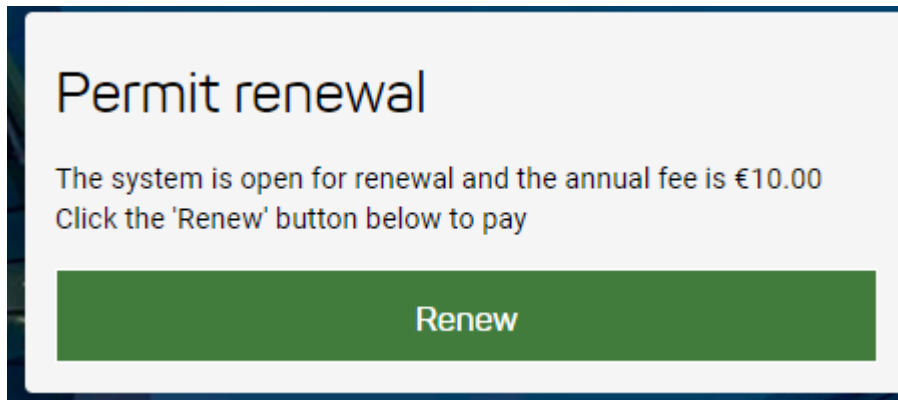 Permit renewal
The system is open for renewal and the annual fee is €10.00
Click the 'Renew' button below to pay
Renew